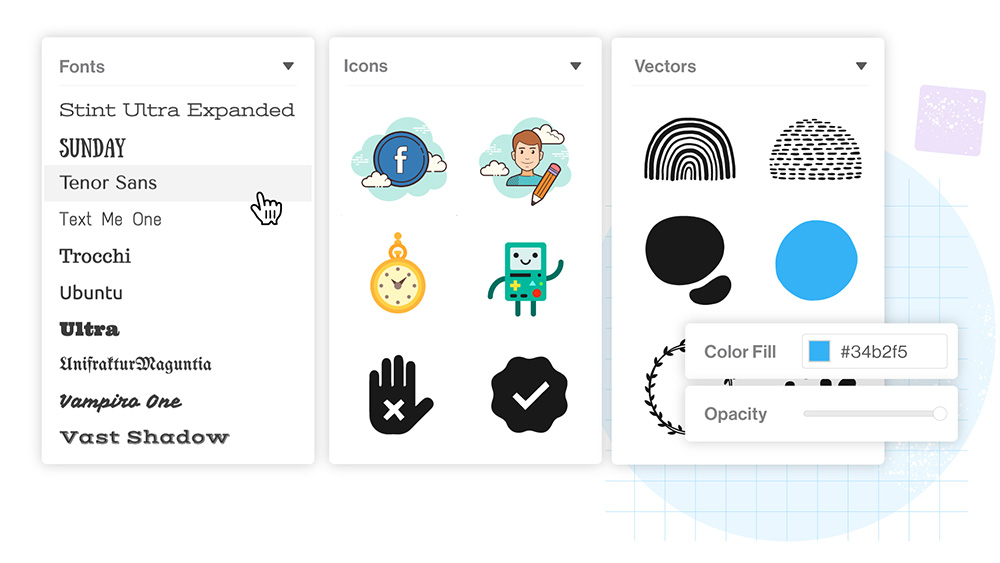 Fonts
Stint Ultra Expanded
SUNDAY
Tenor Sans
Text Me One
Trocchi
Ubuntu
Ultra
UnifrakturMaguntia
Vampiro One
Vast Shadow
Icons
f
Vectors
Color Fill
#34b2f5
Opacity